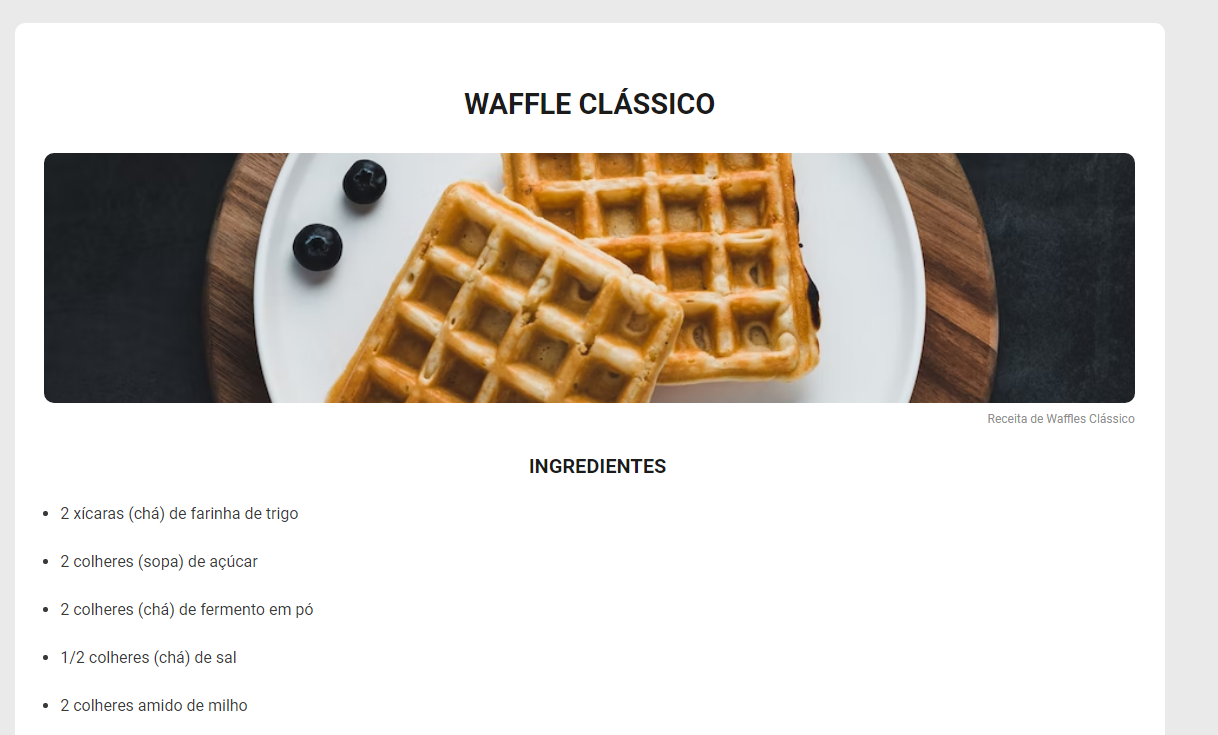 WAFFLE CLÁSSICO
Receita de Waffles Clássico
INGREDIENTES
2 xícaras (chá) de farinha de trigo
2 colheres (sopa) de açúcar
2 colheres (chá) de fermento em pó
1/2 colheres (chá) de sal
2 colheres amido de milho